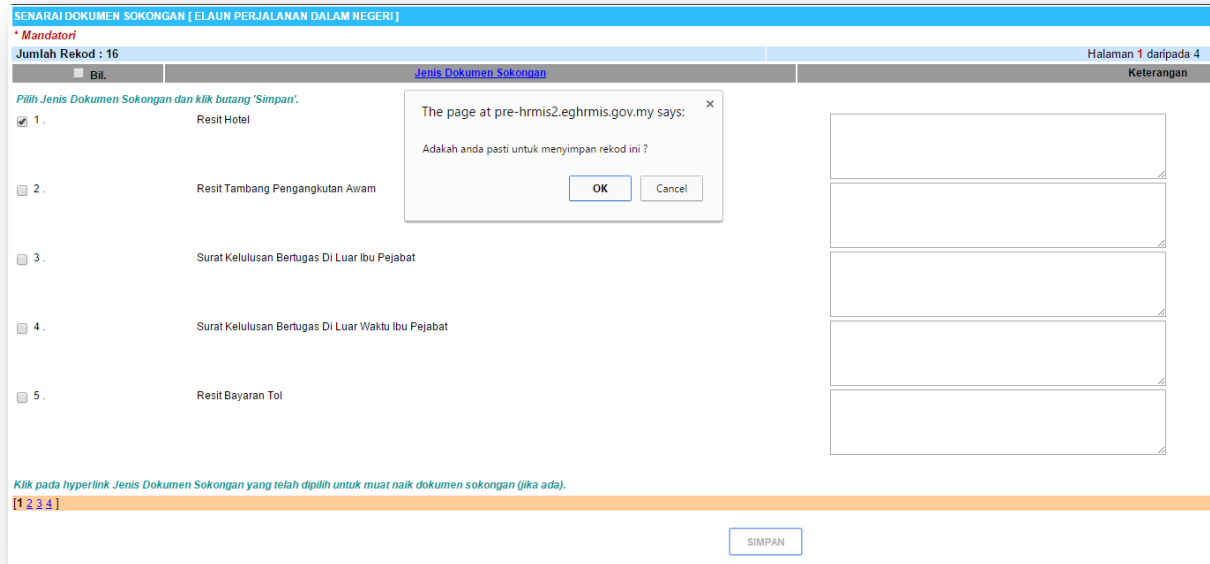 SENARAI DOKUMEN SOKONGAN [ ELAUN PERJALANAN DALAM NEGERI ]
* Mandatori
Jumlah Rekod : 16 Halaman 1 daripada 4
Bil. Jenis Dokumen Sokongan Keterangan
Pilih Jenis Dokumen Sokongan dan klik butang 'Simpan'.
The page at pre-hrmis2.eghrmis.gov.my says: ×
Adakah anda pasti untuk menyimpan rekod ini ?
OK Cancel
1 . Resit Hotel
2 . Resit Tambang Pengangkutan Awam
3 . Surat Kelulusan Bertugas Di Luar Ibu Pejabat
4 . Surat Kelulusan Bertugas Di Luar Waktu Ibu Pejabat
5 . Resit Bayaran Tol
Klik pada hyperlink Jenis Dokumen Sokongan yang telah dipilih untuk muat naik dokumen sokongan (jika ada).
[1 2 3 4 ]
SIMPAN